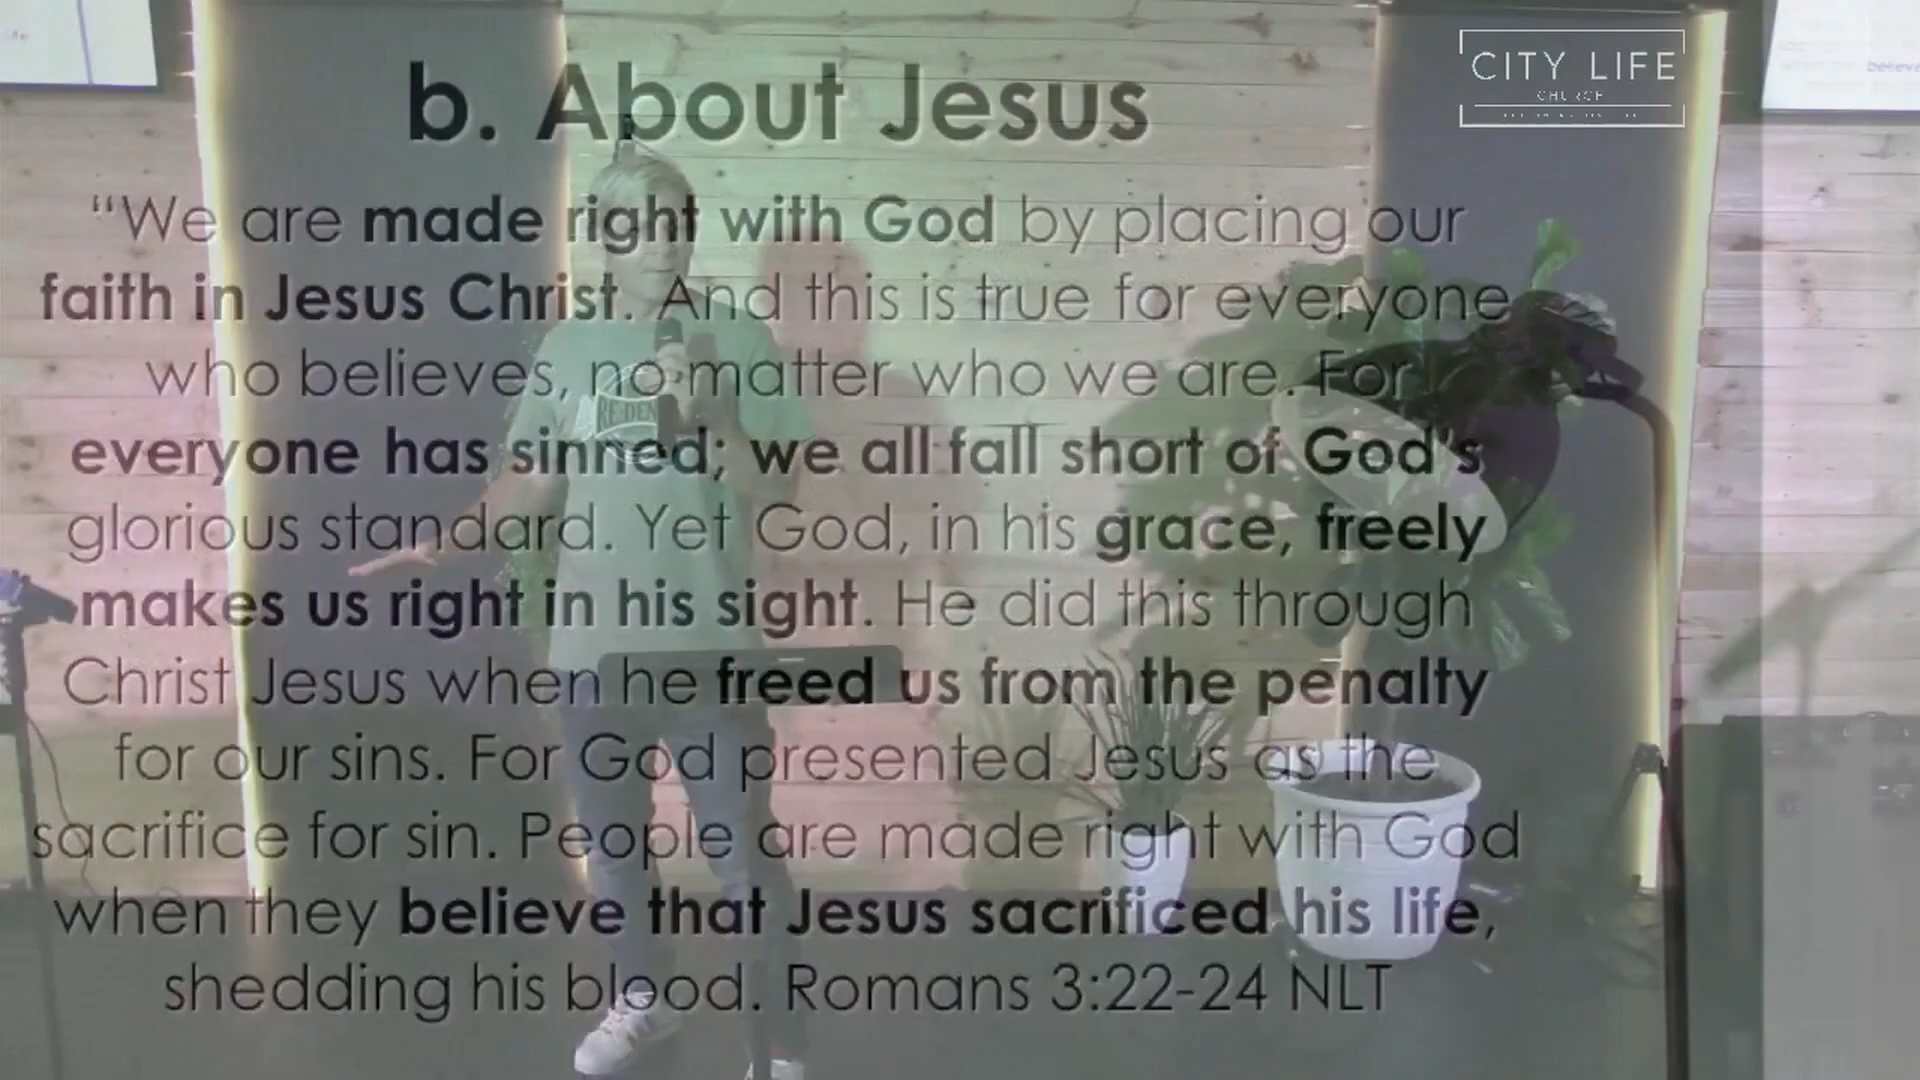 b. About Jesus
CITY LIFE
CHURCH
believe
“We are made right with God by placing our
faith in Jesus Christ. And this is true for everyone
who believes, no matter who we are. For
everyone has sinned; we all fall short of God's
glorious standard. Yet God, in his grace, freely
makes us right in his sight. He did this through
Christ Jesus when he freed us from the penalty
for our sins. For God presented Jesus as the
sacrifice for sin. People are made right with God
when they believe that Jesus sacrificed his life,
shedding his blood. Romans 3:22-24 NLT